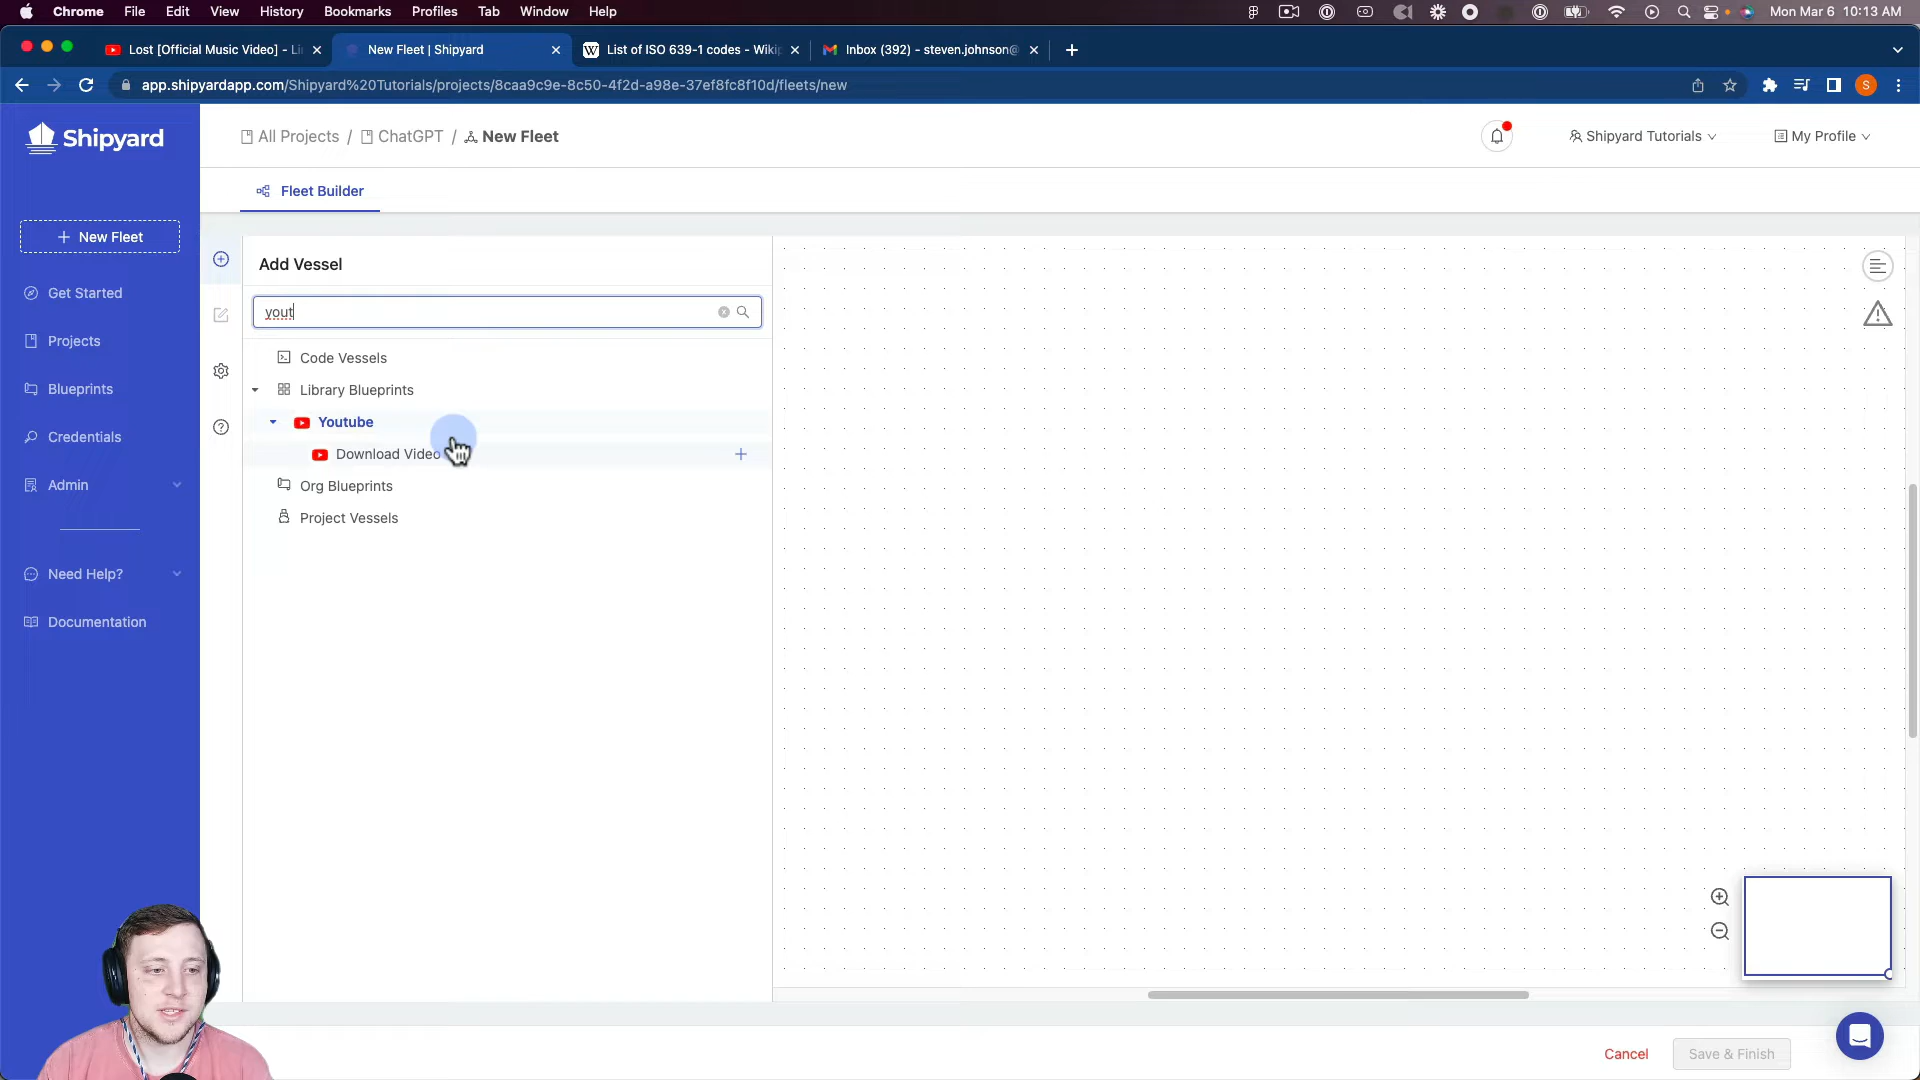 Chrome File Edit View History Bookmarks Profiles Tab Window Help Mon Mar 6 10:13 AM
Lost [Official Music Video] - Li New Fleet | Shipyard List of ISO 639-1 codes - Wiki Inbox (392) - steven.johnson@
app.shipyardapp.com/Shipyard%20Tutorials/projects/8caa9c9e-8c50-4f2d-a98e-37ef8fc8f10d/fleets/new S
Shipyard
All Projects / ChatGPT / New Fleet Shipyard Tutorials My Profile
Fleet Builder
+ New Fleet
Get Started
Projects
Blueprints
Credentials
Admin
Need Help?
Documentation
Add Vessel
yout
Code Vessels
Library Blueprints
Youtube
Download Video +
Org Blueprints
Project Vessels
Cancel Save & Finish